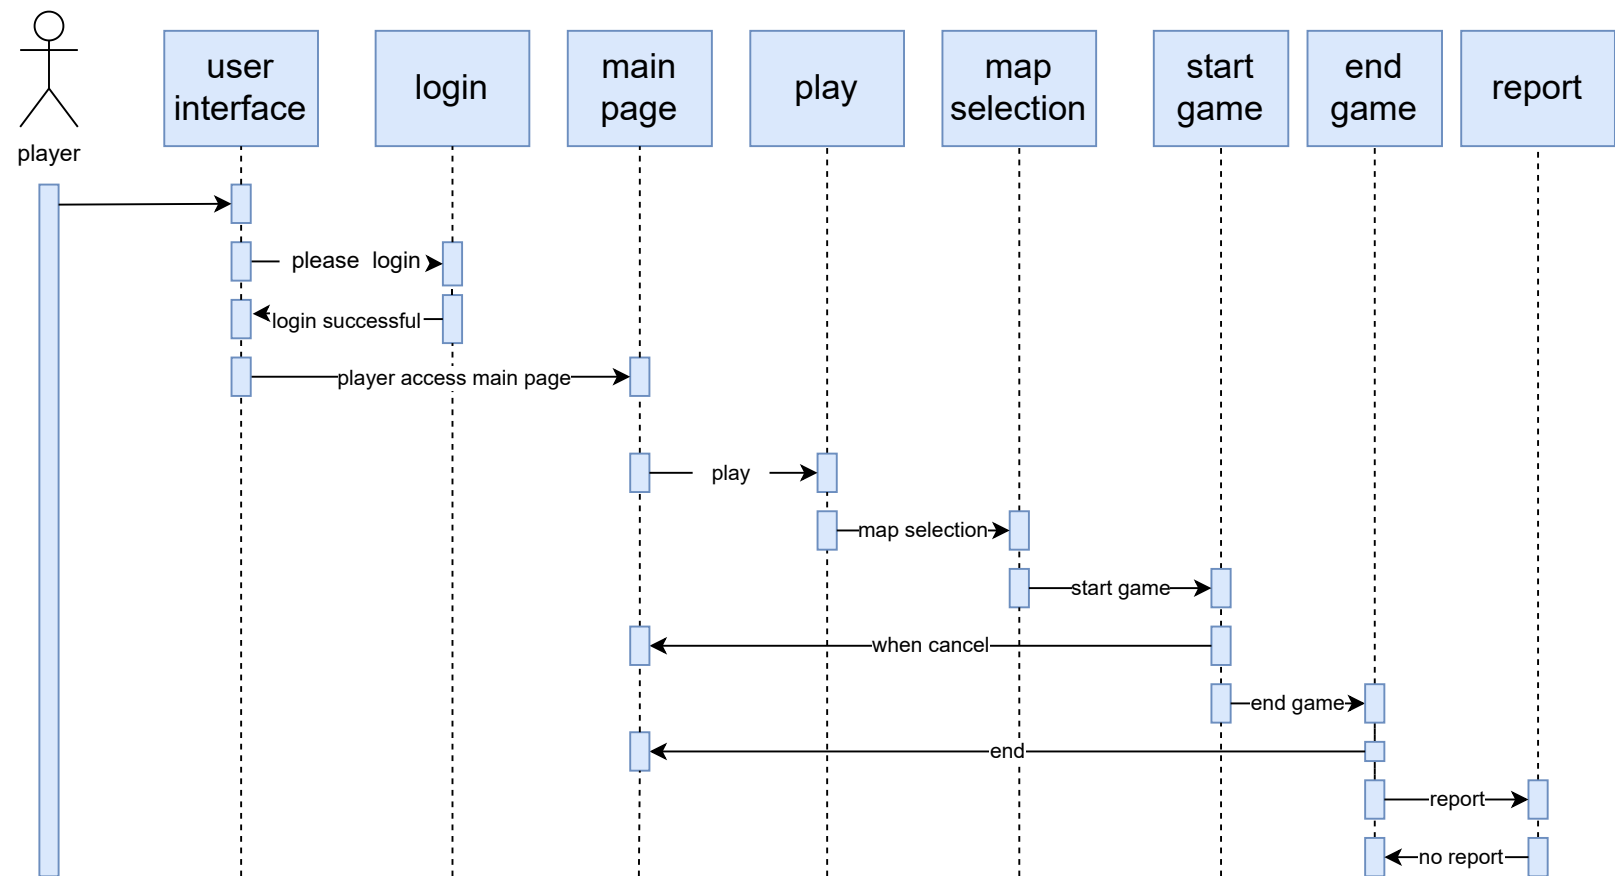 user
interface
login
main
page
play
map
selection
start
game
end
game
report
player
please login
login successful
player access main page
play
map selection
start game
when cancel
end game
end
report
no report